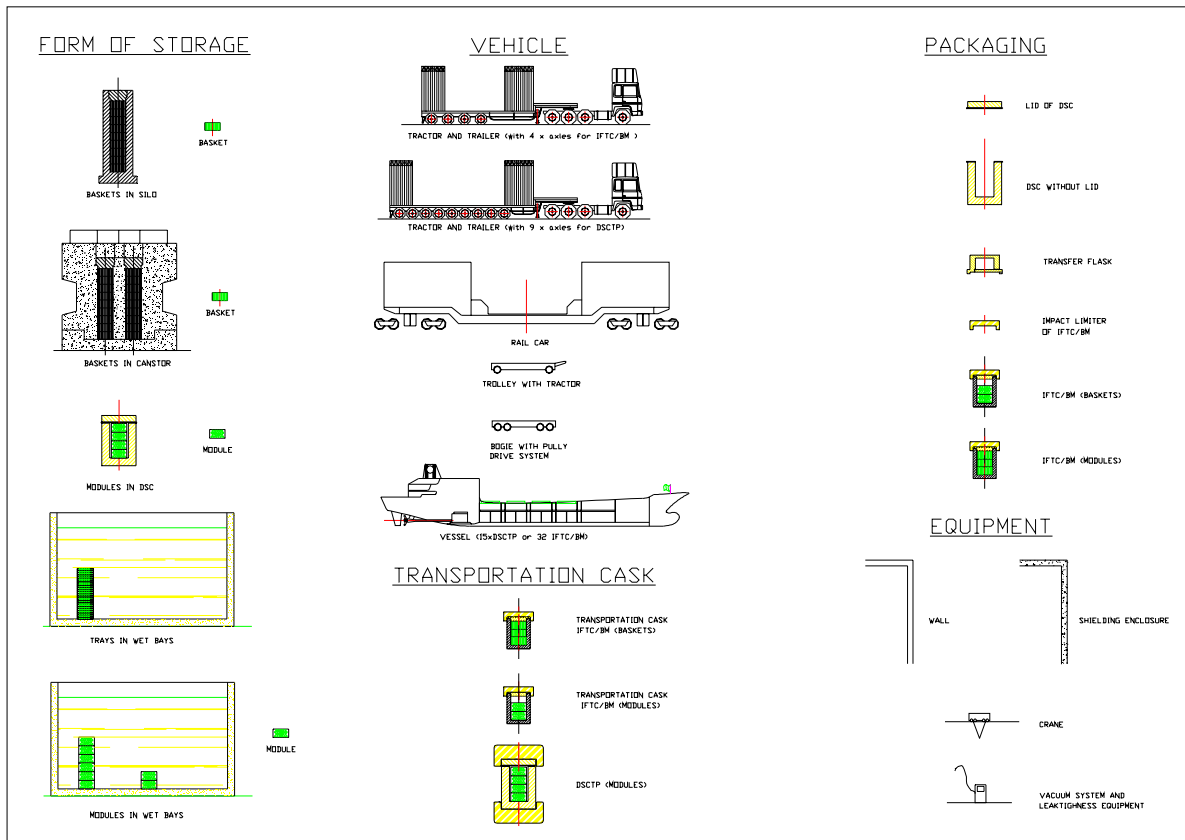 FORM OF STORAGE
BASKET
BASKETS IN SILO
BASKET
BASKETS IN CANSTOR
MODULE
MODULES IN DSC
TRAYS IN WET BAYS
MODULE
MODULES IN WET BAYS
VEHICLE
TRACTOR AND TRAILER (With 4 x axles for IFTC/BM )
TRACTOR AND TRAILER (With 9 x axles for DSCTP)
RAIL CAR
TROLLEY WITH TRACTOR
BOGIE WITH PULLY
DRIVE SYSTEM
VESSEL (15xDSCTP or 32 IFTC/BM)
TRANSPORTATION CASK
TRANSPORTATION CASK
IFTC/BM (BASKETS)
TRANSPORTATION CASK
IFTC/BM (MODULES)
DSCTP (MODULES)
PACKAGING
LID OF DSC
DSC WITHOUT LID
TRANSFER FLASK
IMPACT LIMITER
OF IFTC/BM
IFTC/BM (BASKETS)
IFTC/BM (MODULES)
EQUIPMENT
WALL
SHIELDING ENCLOSURE
CRANE
VACUUM SYSTEM AND
LEAKTIGHNESS EQUIPMENT